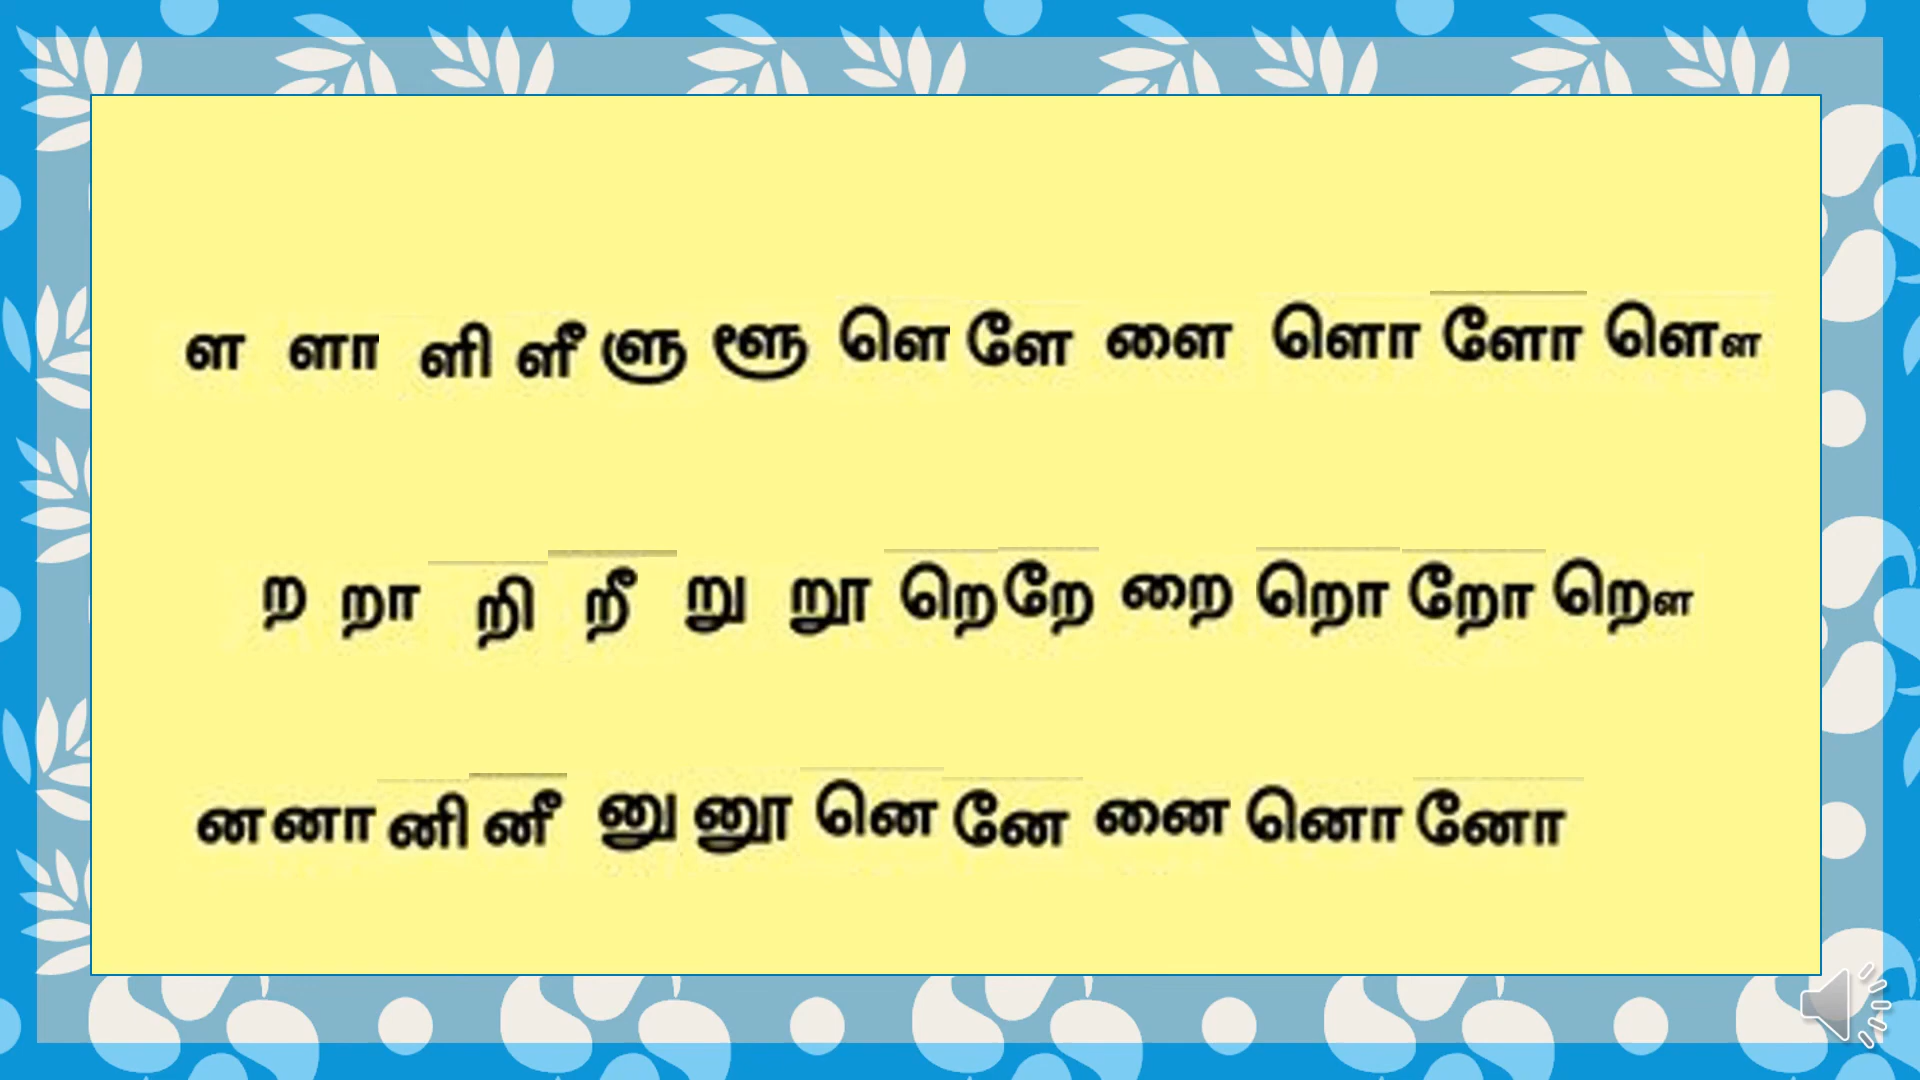 ள ளா ளி ளீ ளு ளூ ளெ ளே ளை ளொ ளோ ளௌ
ற றா றி றீ று றூ றெ றே றை றொ றோ றௌ
ன னா னி னீ னு னூ னெ னே னை னொ னோ